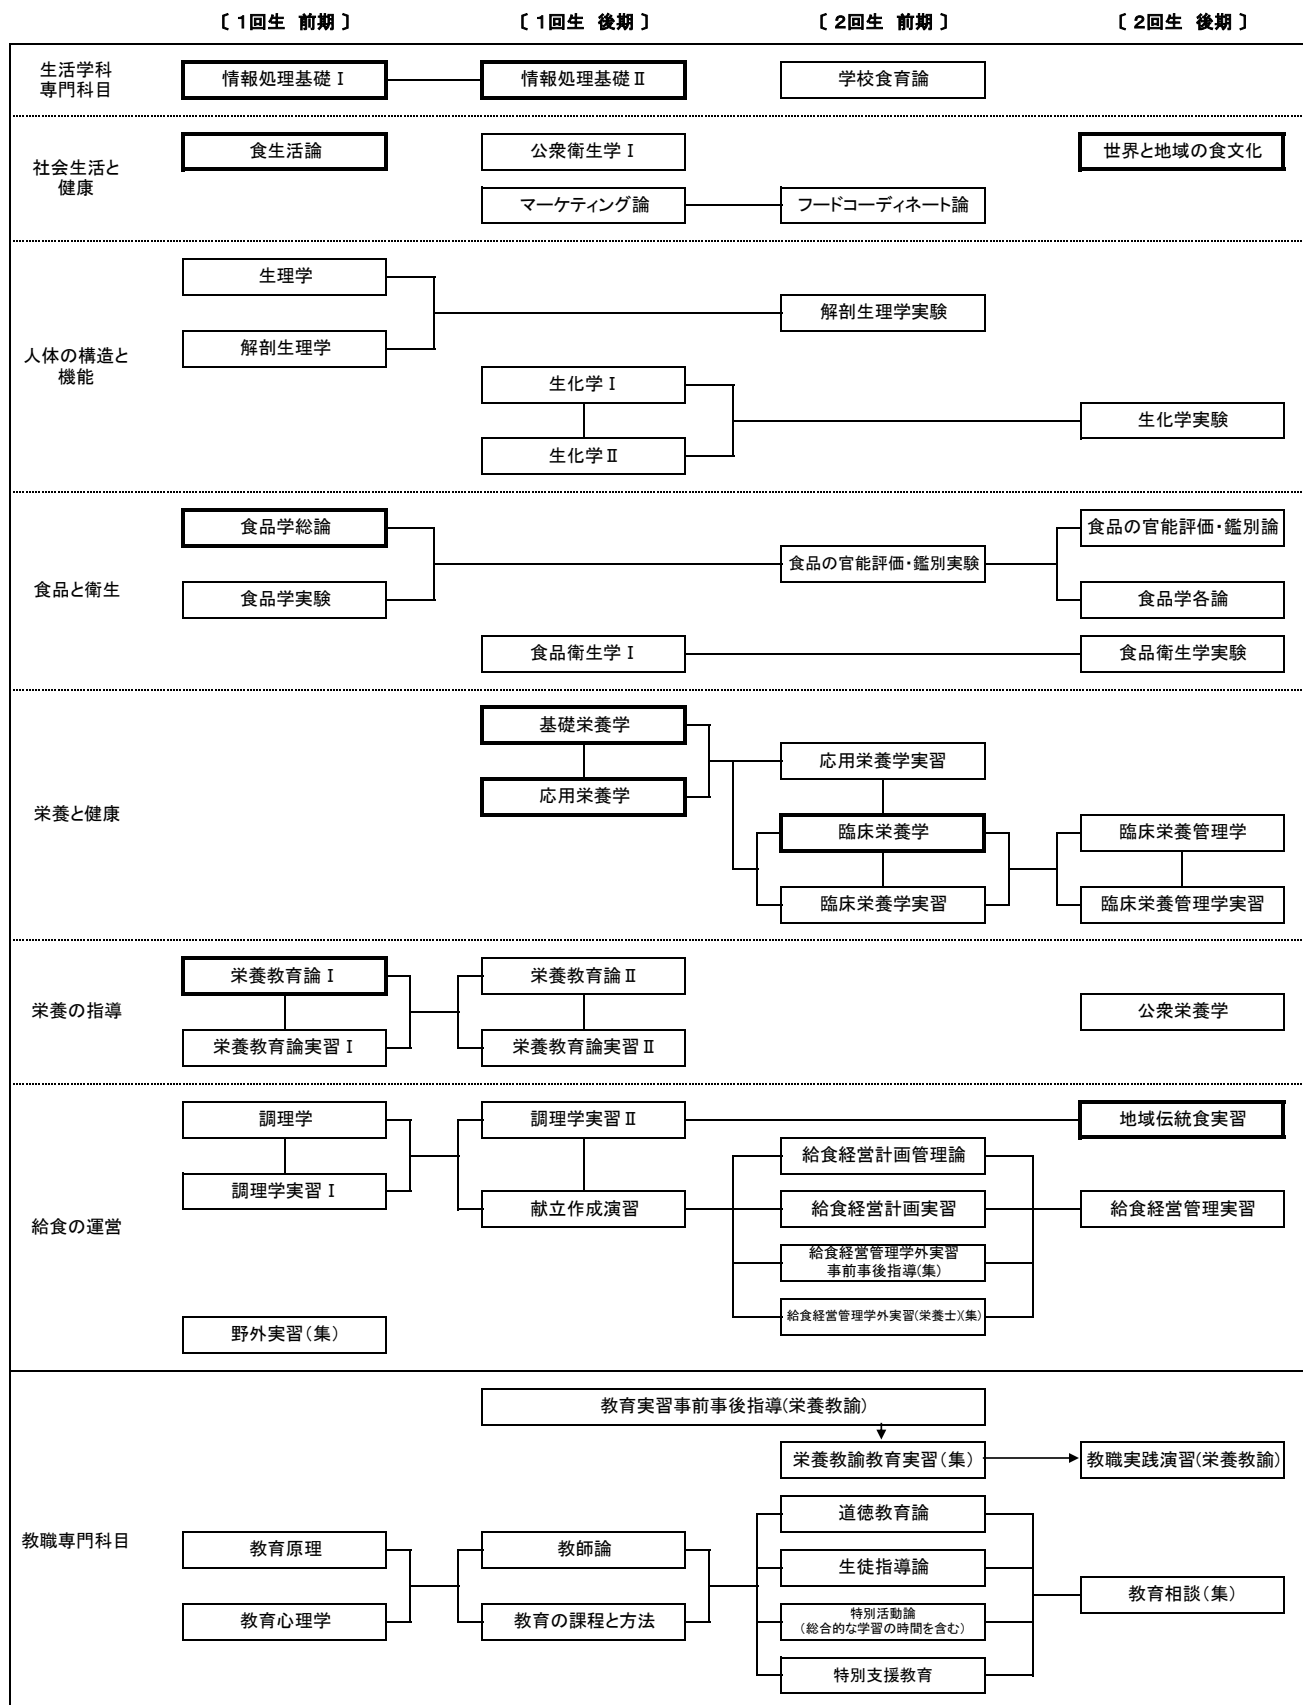 〔 1回生 前期 〕
〔 1回生 後期 〕
〔 2回生 前期 〕
〔 2回生 後期 〕
生活学科
専門科目
情報処理基礎Ⅰ
情報処理基礎Ⅱ
学校食育論
社会生活と
健康
食生活論
公衆衛生学Ⅰ
世界と地域の食文化
マーケティング論
フードコーディネート論
人体の構造と
機能
生理学
解剖生理学実験
解剖生理学
生化学Ⅰ
生化学実験
生化学Ⅱ
食品と衛生
食品学総論
食品の官能評価・鑑別論
食品の官能評価・鑑別実験
食品学実験
食品学各論
食品衛生学Ⅰ
食品衛生学実験
栄養と健康
基礎栄養学
応用栄養学実習
応用栄養学
臨床栄養学
臨床栄養管理学
臨床栄養学実習
臨床栄養管理学実習
栄養の指導
栄養教育論Ⅰ
栄養教育論Ⅱ
公衆栄養学
栄養教育論実習Ⅰ
栄養教育論実習Ⅱ
給食の運営
調理学
調理学実習Ⅱ
地域伝統食実習
給食経営計画管理論
調理学実習Ⅰ
献立作成演習
給食経営計画実習
給食経営管理実習
給食経営管理学外実習
事前事後指導(集)
給食経営管理学外実習(栄養士)(集)
野外実習(集)
教職専門科目
教育実習事前事後指導(栄養教諭)
栄養教諭教育実習(集)
教職実践演習(栄養教諭)
道徳教育論
教育原理
教師論
生徒指導論
教育相談(集)
教育心理学
教育の課程と方法
特別活動論
(総合的な学習の時間を含む)
特別支援教育